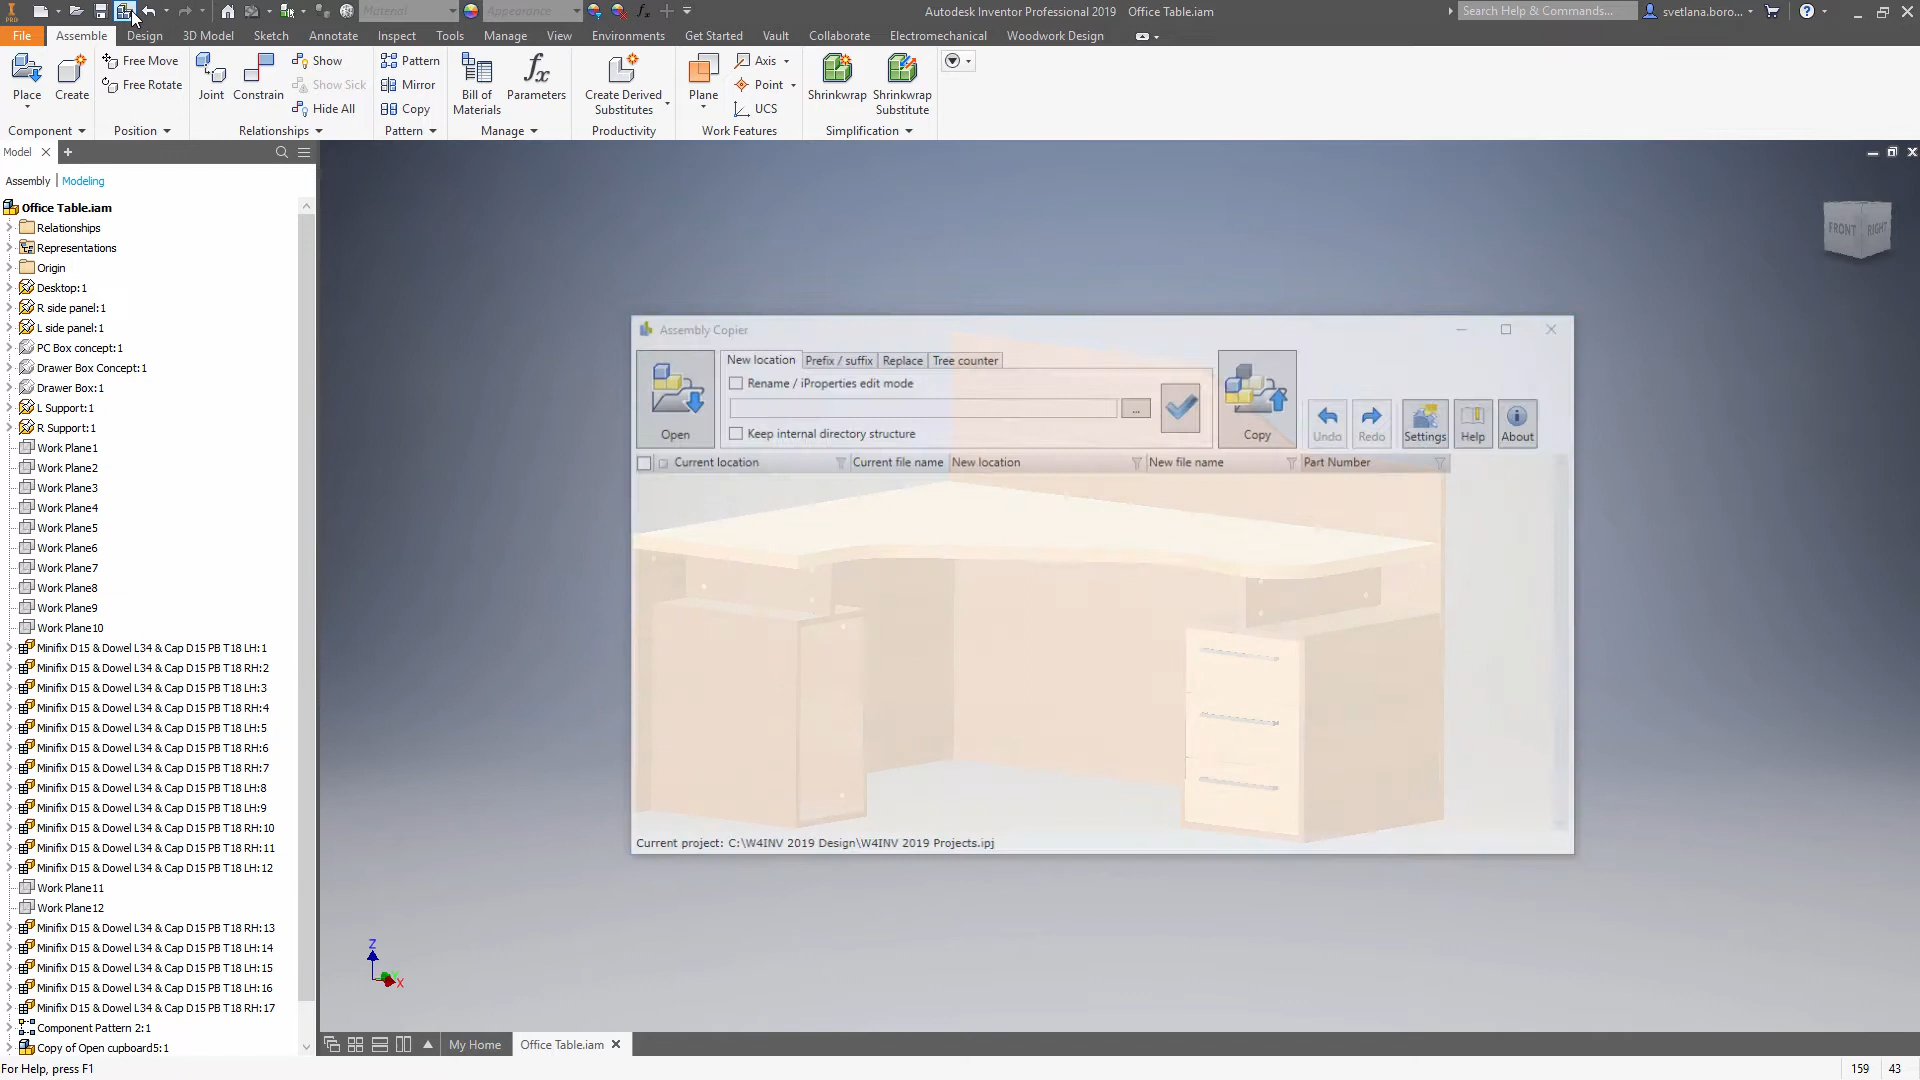 Material
Appearance
Autodesk Inventor Professional 2019 Office Table.iam
Search Help & Commands...
svetlana.boro...
PRO
File Assemble Design 3D Model Sketch Annotate Inspect Tools Manage View Environments Get Started Vault Collaborate Electromechanical Woodwork Design
Place
Create
Free Move
Free Rotate
Joint
Constrain
Show
Show Sick
Hide All
Pattern
Mirror
Copy
Bill of
Materials
Parameters
Create Derived
Substitutes
Plane
Axis
Point
UCS
Shrinkwrap
Shrinkwrap
Substitute
Component Position Relationships Pattern Manage Productivity Work Features Simplification
Model
Assembly Modeling
Office Table.iam
Relationships
Representations
Origin
Desktop:1
R side panel:1
L side panel:1
PC Box concept:1
Drawer Box Concept:1
Drawer Box:1
L Support:1
R Support:1
Work Plane1
Work Plane2
Work Plane3
Work Plane4
Work Plane5
Work Plane6
Work Plane7
Work Plane8
Work Plane9
Work Plane10
Minifix D15 & Dowel L34 & Cap D15 PB T18 LH:1
Minifix D15 & Dowel L34 & Cap D15 PB T18 RH:2
Minifix D15 & Dowel L34 & Cap D15 PB T18 LH:3
Minifix D15 & Dowel L34 & Cap D15 PB T18 RH:4
Minifix D15 & Dowel L34 & Cap D15 PB T18 LH:5
Minifix D15 & Dowel L34 & Cap D15 PB T18 RH:6
Minifix D15 & Dowel L34 & Cap D15 PB T18 RH:7
Minifix D15 & Dowel L34 & Cap D15 PB T18 LH:8
Minifix D15 & Dowel L34 & Cap D15 PB T18 LH:9
Minifix D15 & Dowel L34 & Cap D15 PB T18 RH:10
Minifix D15 & Dowel L34 & Cap D15 PB T18 RH:11
Minifix D15 & Dowel L34 & Cap D15 PB T18 LH:12
Work Plane11
Work Plane12
Minifix D15 & Dowel L34 & Cap D15 PB T18 RH:13
Minifix D15 & Dowel L34 & Cap D15 PB T18 LH:14
Minifix D15 & Dowel L34 & Cap D15 PB T18 LH:15
Minifix D15 & Dowel L34 & Cap D15 PB T18 LH:16
Minifix D15 & Dowel L34 & Cap D15 PB T18 RH:17
Component Pattern 2:1
Copy of Open cupboard5:1
FRONT RIGHT
Assembly Copier
Open
New location Prefix / suffix Replace Tree counter
Rename / iProperties edit mode
...
Keep internal directory structure
Copy
Undo Redo Settings Help About
Current location Current file name New location New file name Part Number
Current project: C:\W4INV 2019 Design\W4INV 2019 Projects.ipj
Z
Y
X
My Home Office Table.iam
For Help, press F1
159 43